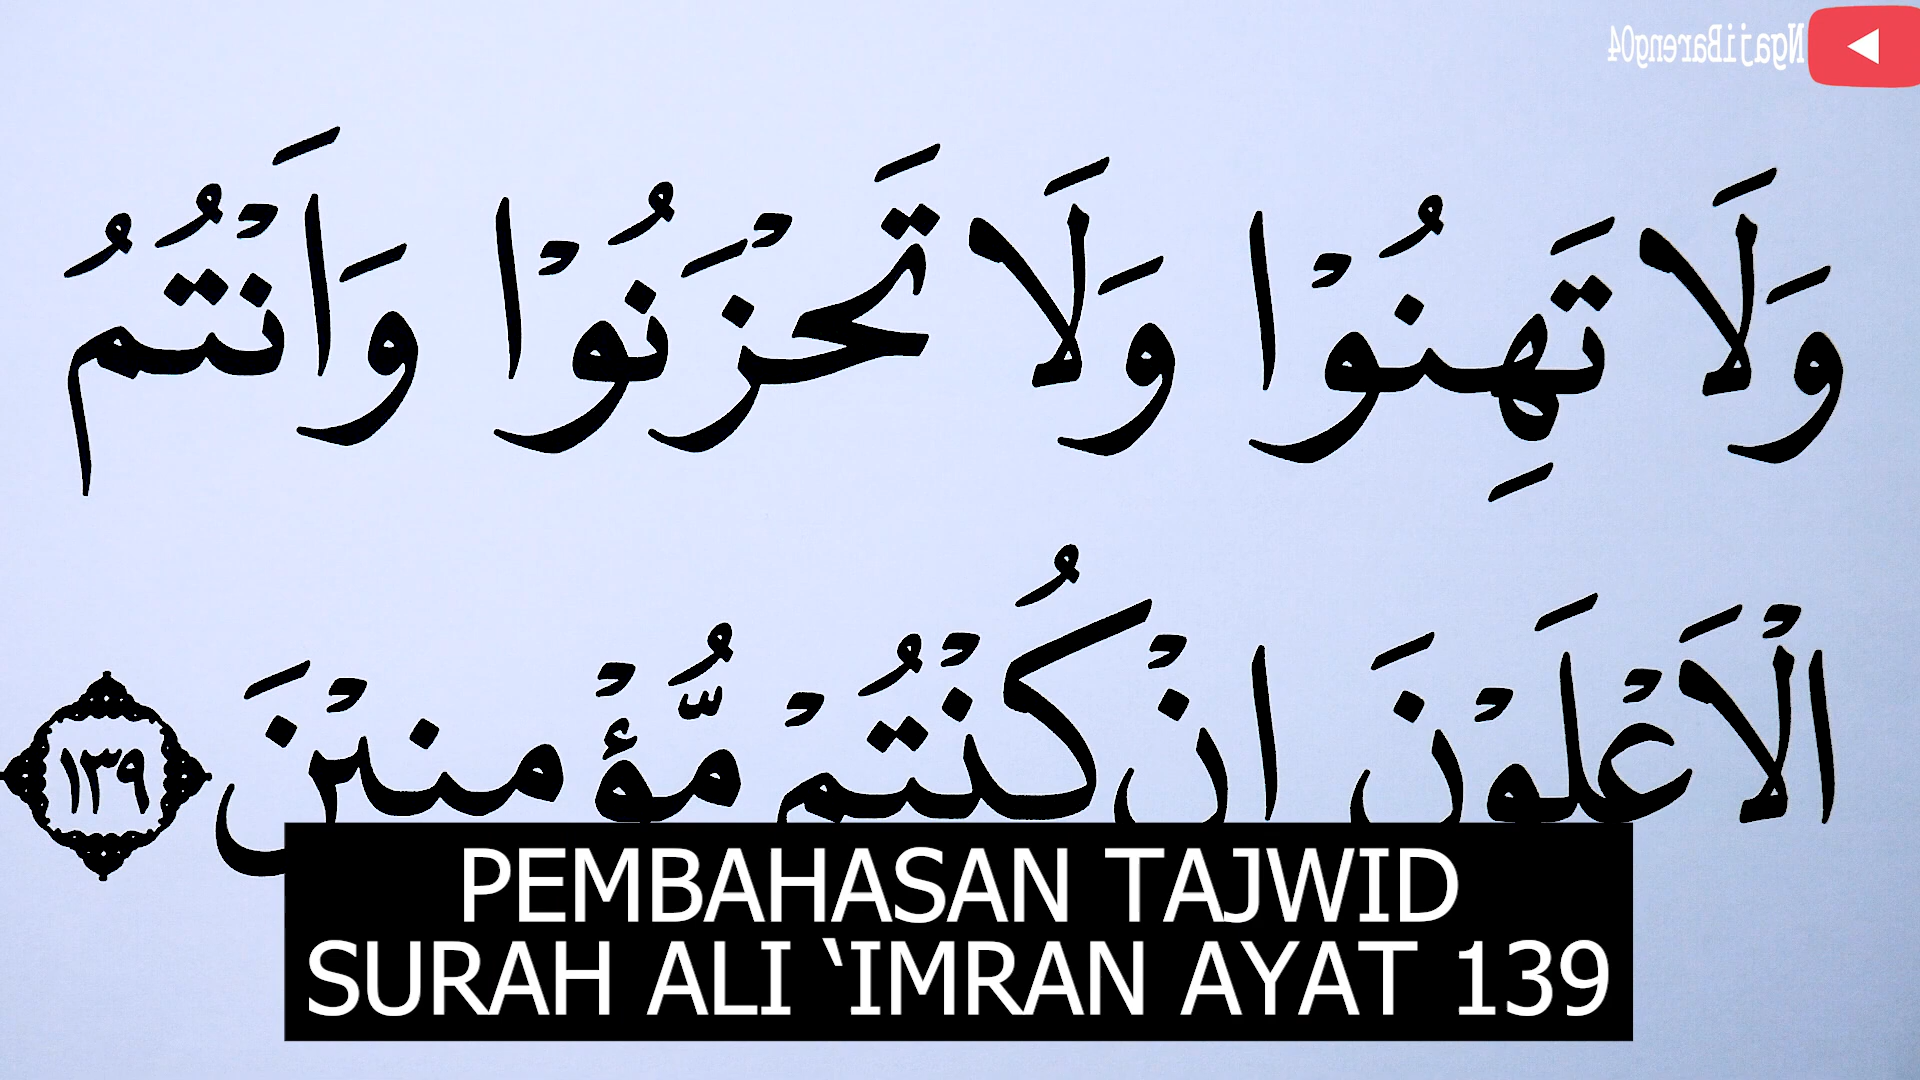 NgajiBareng04
وَلَا تَهِنُوْا وَلَا تَحْزَنُوْا وَاَنْتُمُ
الْاَعْلَوْنَ اِنْ كُنْتُمْ مُّؤْمِنِيْنَ ١٣٩
PEMBAHASAN TAJWID
SURAH ALI ‘IMRAN AYAT 139